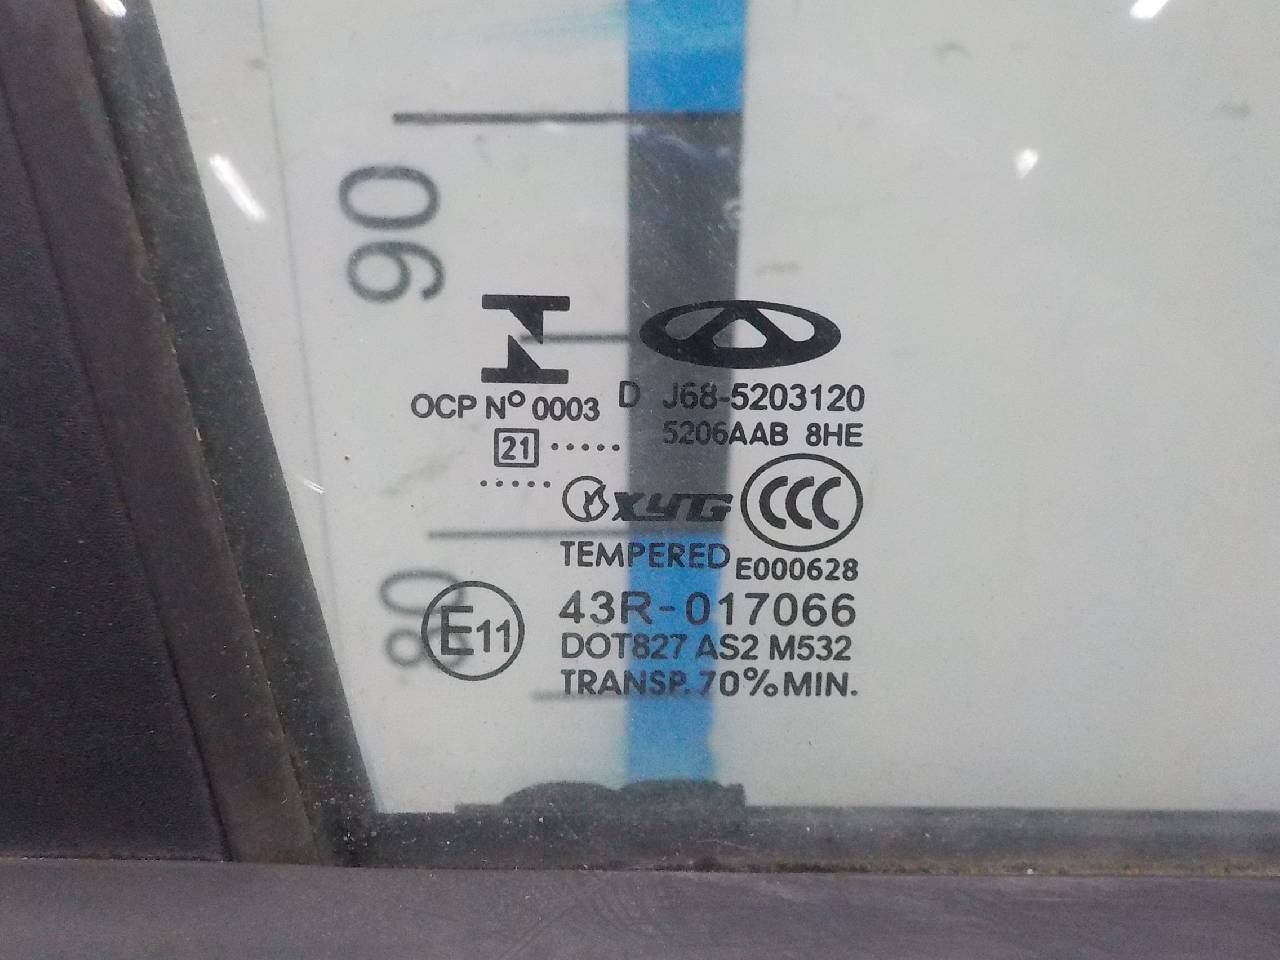 90
OCP Nº 0003
D J68-5203120
5206AAB 8HE
21 .....
.....
XYG
CCC
TEMPERED E000628
80
E11
43R-017066
DOT827 AS2 M532
TRANSP. 70% MIN.